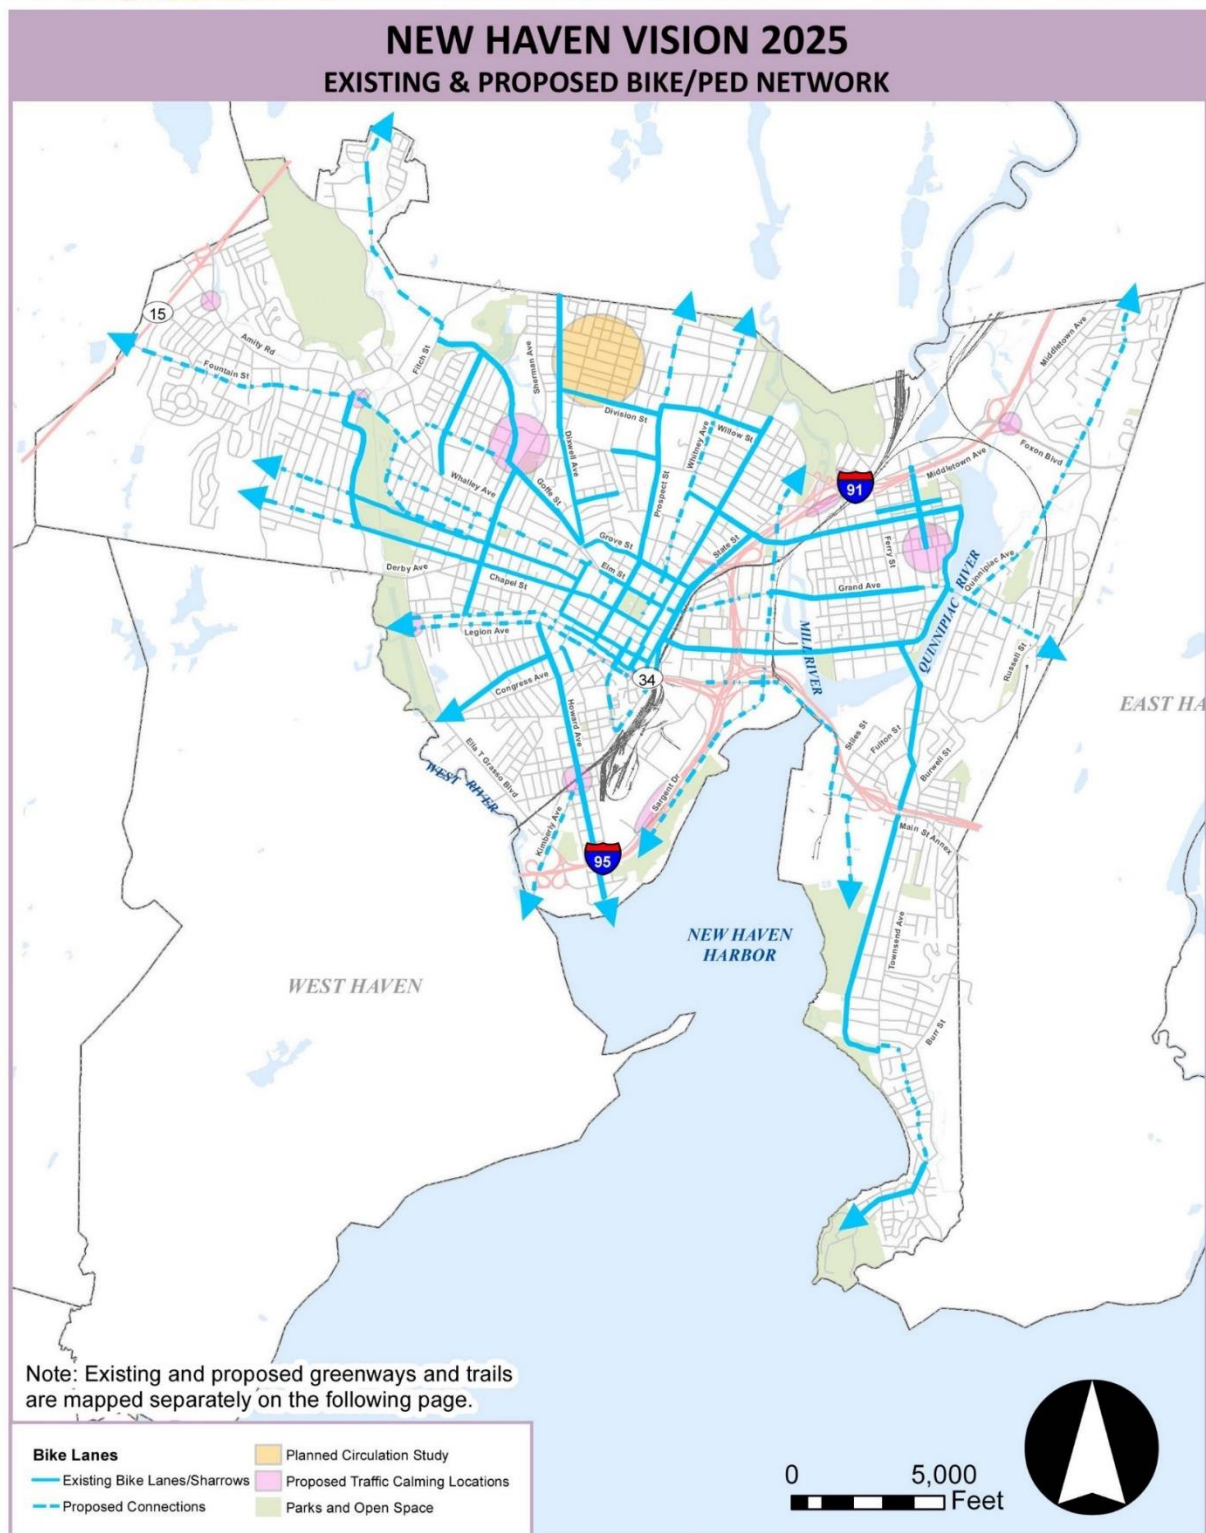 NEW HAVEN VISION 2025
EXISTING & PROPOSED BIKE/PED NETWORK
15
Amity Rd
Fountain St
Fitch St
Sherman Ave
Division St
Dixwell Ave
Willow St
Whitney Ave
Prospect St
Middletown Ave
Foxon Blvd
Middletown Ave
91
Whalley Ave
Goffe St
Grove St
State St
Elm St
Ferry St
Derby Ave
Chapel St
Grand Ave
Quinnipiac Ave
QUINNIPIAC RIVER
MILL RIVER
Legion Ave
Russell St
34
Congress Ave
Howard Ave
EAST HA
Ella T Grasso Blvd
WEST RIVER
Stiles St
Fulton St
Burwell St
Sargent Dr
Kimberly Ave
Main St Annex
95
Townsend Ave
NEW HAVEN
HARBOR
WEST HAVEN
Burr St
Note: Existing and proposed greenways and trails
are mapped separately on the following page.
Bike Lanes
Existing Bike Lanes/Sharrows
Proposed Connections
Planned Circulation Study
Proposed Traffic Calming Locations
Parks and Open Space
0 5,000
Feet